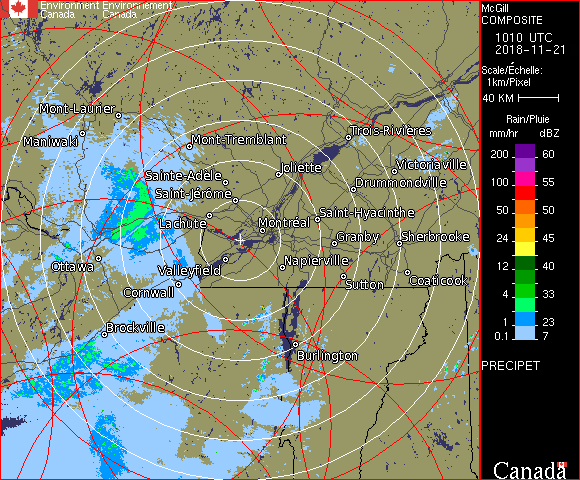 Environment Environnement
Canada Canada
McGill
COMPOSITE
1010 UTC
2018-11-21
Scale/Échelle:
1km/Pixel
40 KM
Rain/Pluie
mm/hr dBZ
200 60
100 55
50 50
24 45
12 40
4 33
1 23
0.1 7
PRECIPET
Canada
Mont-Laurier
Maniwaki
Mont-Tremblant
Trois-Rivières
Sainte-Adèle
Joliette
Victoriaville
Saint-Jérôme
Drummondville
Lachute
Montréal
Saint-Hyacinthe
Granby
Sherbrooke
Ottawa
Valleyfield
Napierville
Cornwall
Sutton
Coaticook
Brockville
Burlington